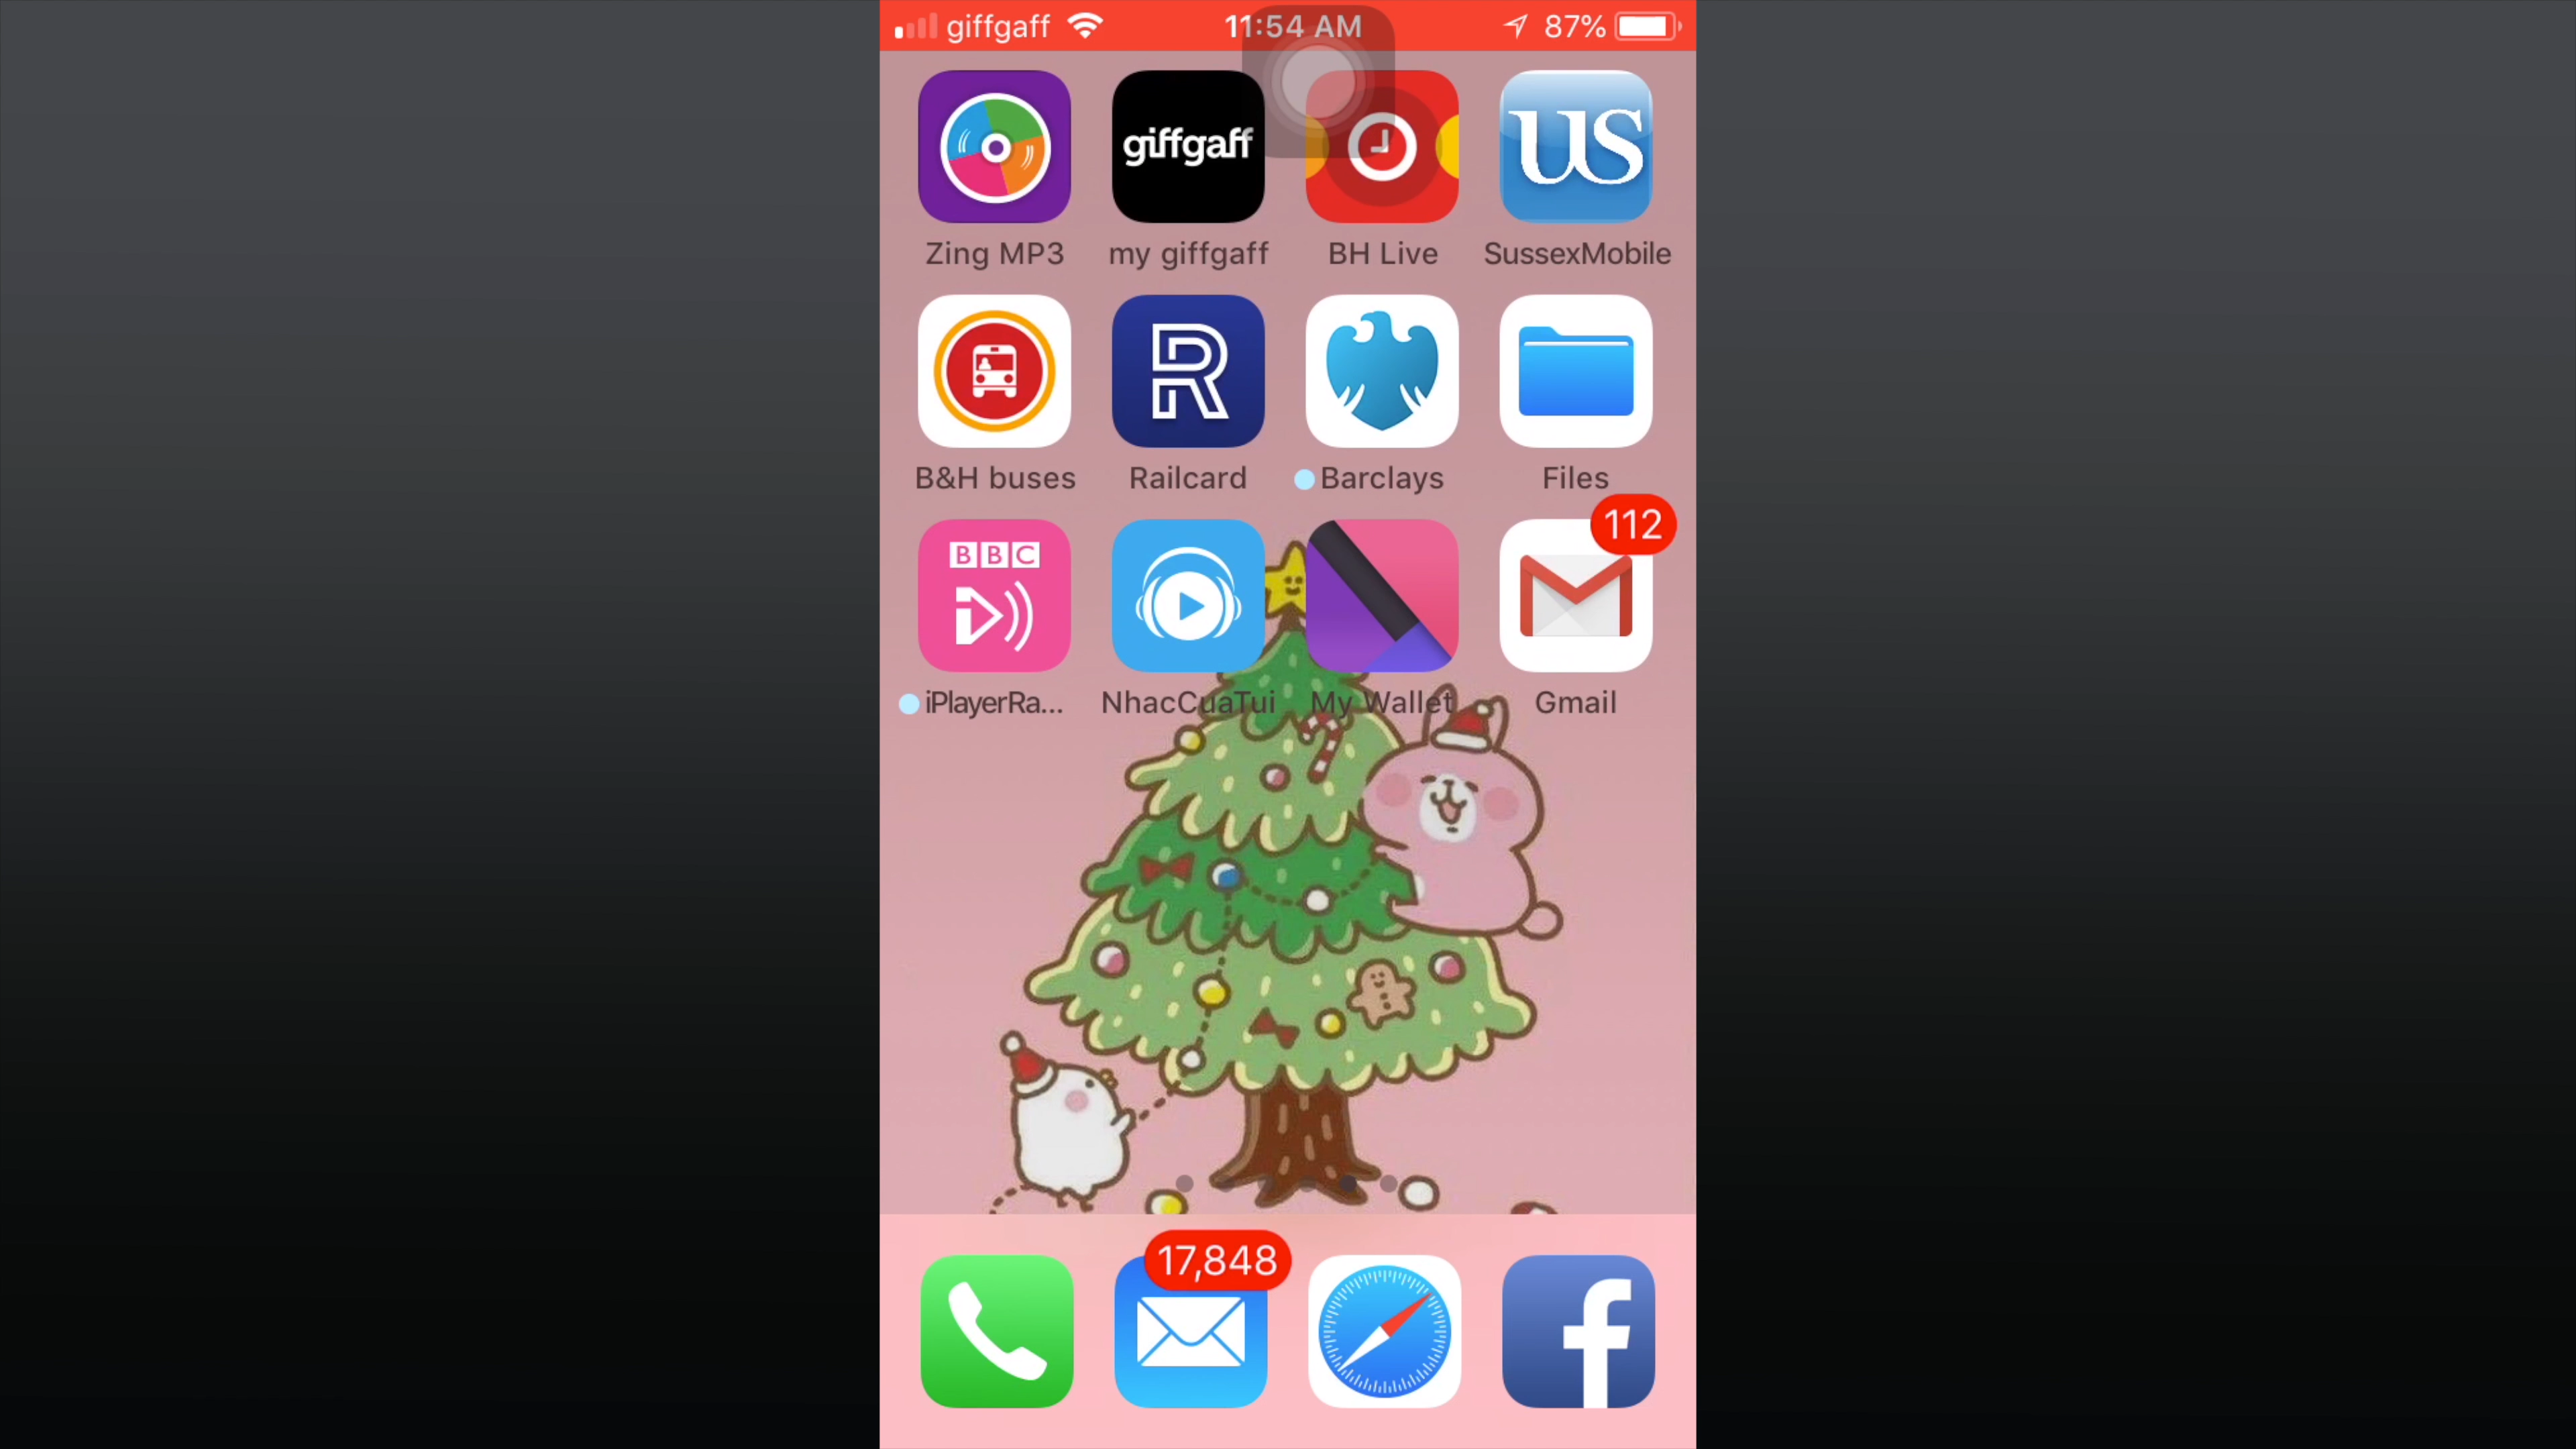 giffgaff 11:54 AM 87%
giffgaff US
Zing MP3 my giffgaff BH Live SussexMobile
R
B&H buses Railcard Barclays Files
BBC 112
iPlayerRa... NhacCuaTui My Wallet Gmail
17,848
f